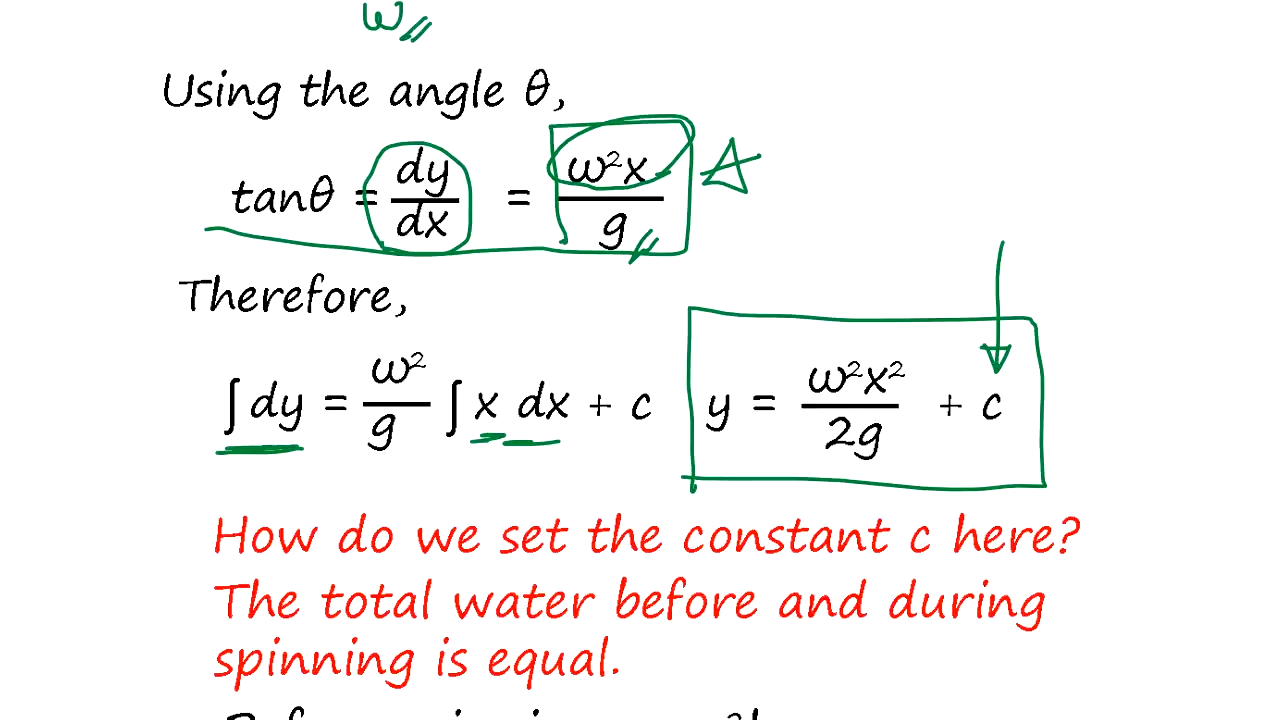 ω
Using the angle θ,
tanθ = dy/dx = ω²x/g
Therefore,
∫dy = ω²/g ∫x dx + c
y = ω²x²/2g + c
How do we set the constant c here?
The total water before and during
spinning is equal.